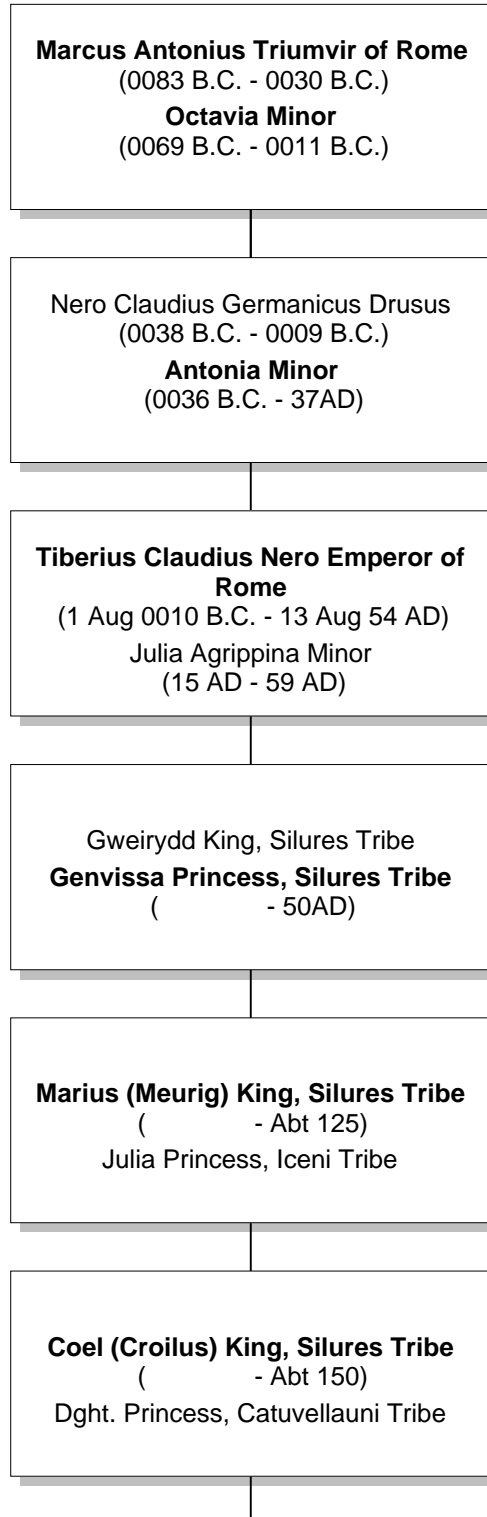 Marcus Antonius Triumvir of Rome
(0083 B.C. - 0030 B.C.)
Octavia Minor
(0069 B.C. - 0011 B.C.)
Nero Claudius Germanicus Drusus
(0038 B.C. - 0009 B.C.)
Antonia Minor
(0036 B.C. - 37AD)
Tiberius Claudius Nero Emperor of
Rome
(1 Aug 0010 B.C. - 13 Aug 54 AD)
Julia Agrippina Minor
(15 AD - 59 AD)
Gweirydd King, Silures Tribe
Genvissa Princess, Silures Tribe
( - 50AD)
Marius (Meurig) King, Silures Tribe
( - Abt 125)
Julia Princess, Iceni Tribe
Coel (Croilus) King, Silures Tribe
( - Abt 150)
Dght. Princess, Catuvellauni Tribe